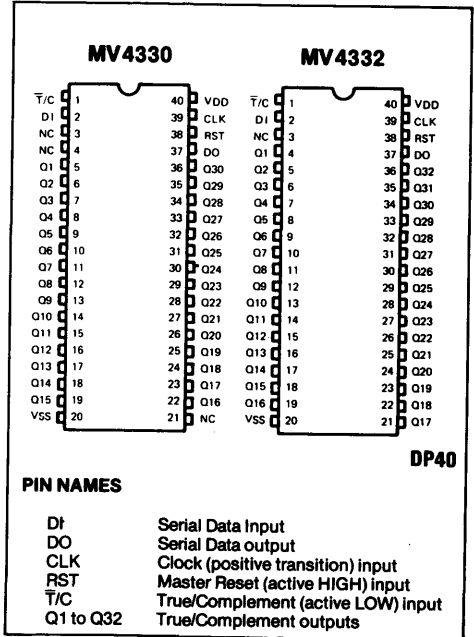 MV4330 MV4332
T̅/C 1 40 VDD T̅/C 1 40 VDD
DI 2 39 CLK DI 2 39 CLK
NC 3 38 RST NC 3 38 RST
NC 4 37 DO Q1 4 37 DO
Q1 5 36 Q30 Q2 5 36 Q32
Q2 6 35 Q29 Q3 6 35 Q31
Q3 7 34 Q28 Q4 7 34 Q30
Q4 8 33 Q27 Q5 8 33 Q29
Q5 9 32 Q26 Q6 9 32 Q28
Q6 10 31 Q25 Q7 10 31 Q27
Q7 11 30 Q24 Q8 11 30 Q26
Q8 12 29 Q23 Q9 12 29 Q25
Q9 13 28 Q22 Q10 13 28 Q24
Q10 14 27 Q21 Q11 14 27 Q23
Q11 15 26 Q20 Q12 15 26 Q22
Q12 16 25 Q19 Q13 16 25 Q21
Q13 17 24 Q18 Q14 17 24 Q20
Q14 18 23 Q17 Q15 18 23 Q19
Q15 19 22 Q16 Q16 19 22 Q18
VSS 20 21 NC VSS 20 21 Q17
DP40
PIN NAMES
DI Serial Data Input
DO Serial Data output
CLK Clock (positive transition) input
RST Master Reset (active HIGH) input
T̅/C True/Complement (active LOW) input
Q1 to Q32 True/Complement outputs